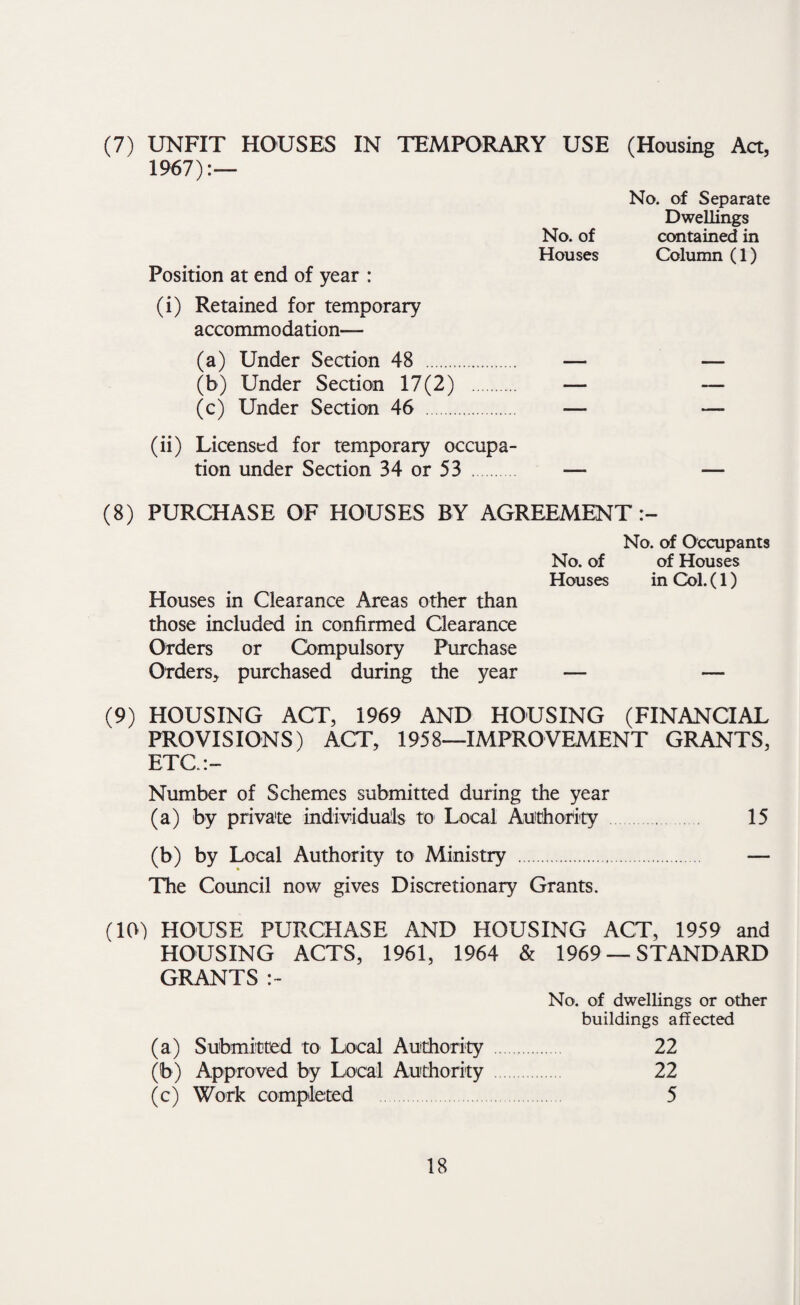 (7) UNFIT HOUSES IN TEMPORARY USE (Housing Act,
1967):—
No. of Separate
Dwellings
No. of contained in
Houses Column (1)
Position at end of year :
(i) Retained for temporary
accommodation—
(a) Under Section 48 .................... — —
(b) Under Section 17(2) .......... — —
(c) Under Section 46 .................... — —
(ii) Licensed for temporary occupa-
tion under Section 34 or 53 .......... — —
(8) PURCHASE OF HOUSES BY AGREEMENT :-
No. of Occupants
No. of of Houses
Houses in Col.(1)
Houses in Clearance Areas other than
those included in confirmed Clearance
Orders or Compulsory Purchase
Orders, purchased during the year — —
(9) HOUSING ACT, 1969 AND HOUSING (FINANCIAL
PROVISIONS) ACT, 1958—IMPROVEMENT GRANTS,
ETC.:-
Number of Schemes submitted during the year
(a) by private individuals to Local Authority .................... 15
(b) by Local Authority to Ministry ........................................ —
The Council now gives Discretionary Grants.
(10) HOUSE PURCHASE AND HOUSING ACT, 1959 and
HOUSING ACTS, 1961, 1964 & 1969 — STANDARD
GRANTS :-
No. of dwellings or other
buildings affected
(a) Submitted to Local Authority ............... 22
(b) Approved by Local Authority ............... 22
(c) Work completed ........................................ 5
18